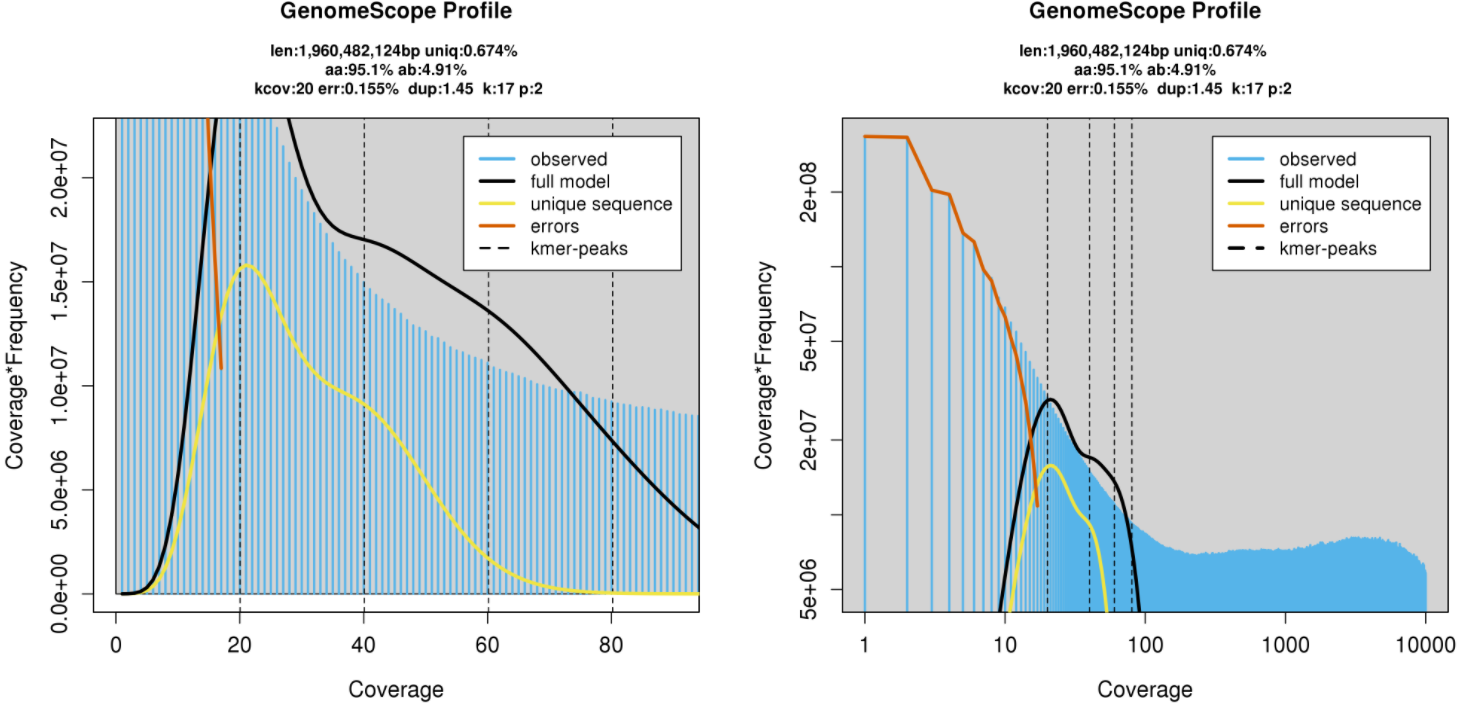 GenomeScope Profile
len:1,960,482,124bp uniq:0.674%
aa:95.1% ab:4.91%
kcov:20 err:0.155% dup:1.45 k:17 p:2
observed
full model
unique sequence
errors
kmer-peaks
Coverage*Frequency
0.0e+00
5.0e+06
1.0e+07
1.5e+07
2.0e+07
0 20 40 60 80
Coverage
GenomeScope Profile
len:1,960,482,124bp uniq:0.674%
aa:95.1% ab:4.91%
kcov:20 err:0.155% dup:1.45 k:17 p:2
observed
full model
unique sequence
errors
kmer-peaks
Coverage*Frequency
5e+06
2e+07
5e+07
2e+08
1 10 100 1000 10000
Coverage